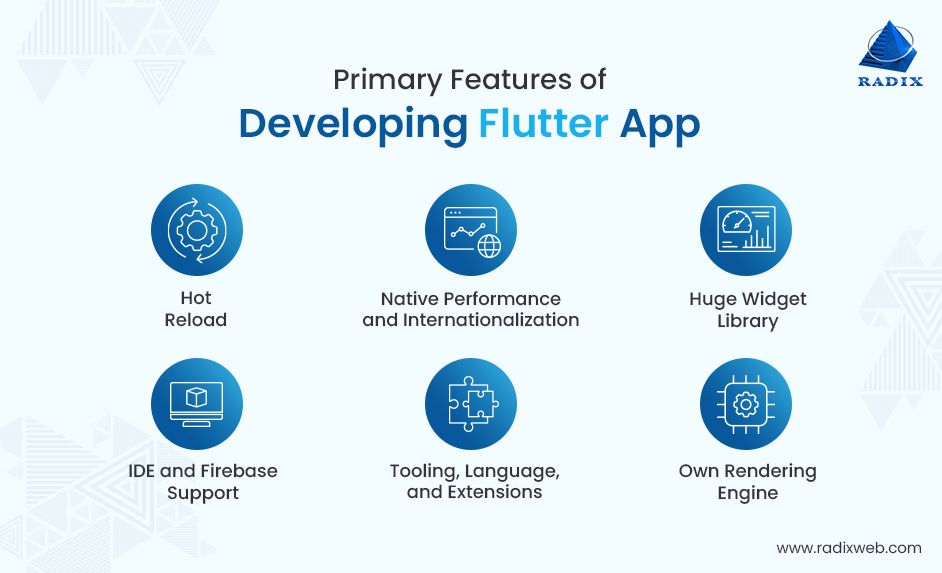 RADIX
Primary Features of
Developing Flutter App
Hot
Reload
Native Performance
and Internationalization
Huge Widget
Library
IDE and Firebase
Support
Tooling, Language,
and Extensions
Own Rendering
Engine
www.radixweb.com